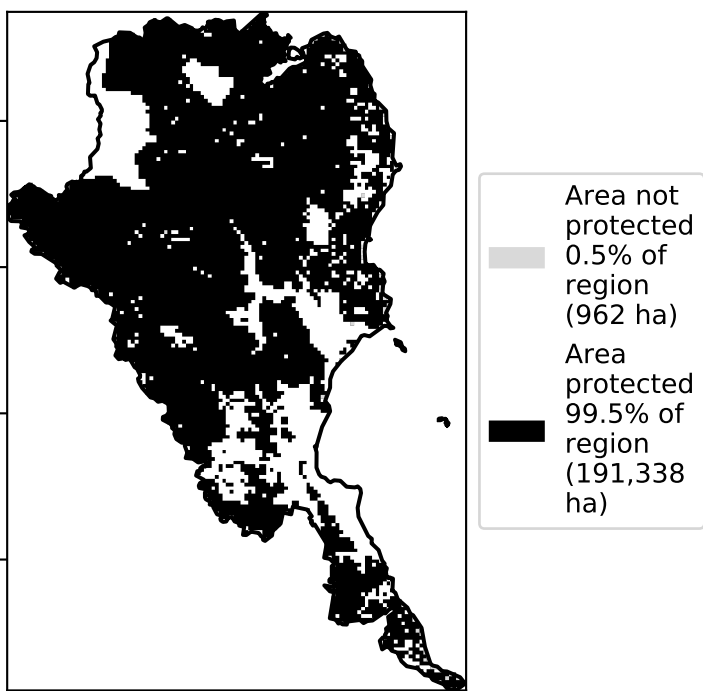 Area not
protected
0.5% of
region
(962 ha)
Area
protected
99.5% of
region
(191,338
ha)